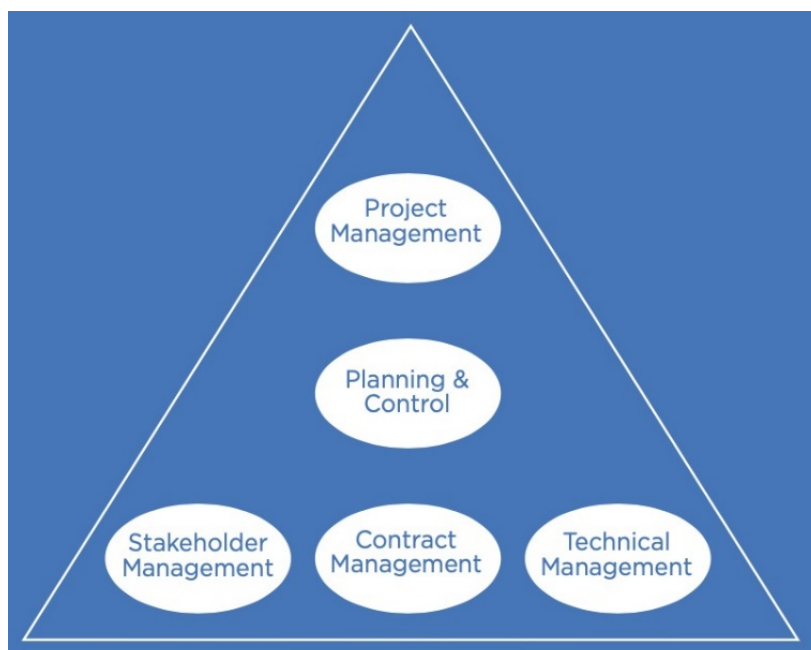 Project
Management
Planning &
Control
Stakeholder
Management
Contract
Management
Technical
Management